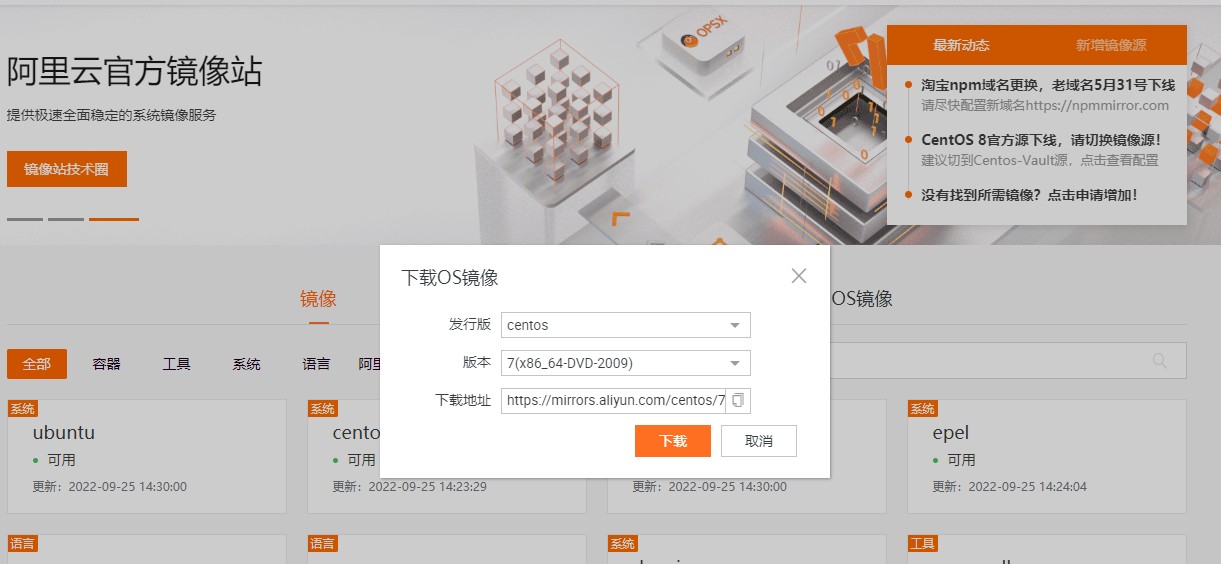 OPSX
阿里云官方镜像站
提供极速全面稳定的系统镜像服务
镜像站技术圈
最新动态 新增镜像源
淘宝npm域名更换，老域名5月31号下线
请尽快配置新域名https://npmmirror.com
CentOS 8官方源下线，请切换镜像源！
建议切到Centos-Vault源，点击查看配置
没有找到所需镜像？点击申请增加！
镜像 OS镜像
下载OS镜像
发行版 centos
版本 7(x86_64-DVD-2009)
下载地址 https://mirrors.aliyun.com/centos/7
下载 取消
全部 容器 工具 系统 语言 阿里
系统
ubuntu
可用
更新：2022-09-25 14:30:00
系统
cento
可用
更新：2022-09-25 14:23:29
更新：2022-09-25 14:30:00
系统
epel
可用
更新：2022-09-25 14:24:04
语言
语言
系统
工具